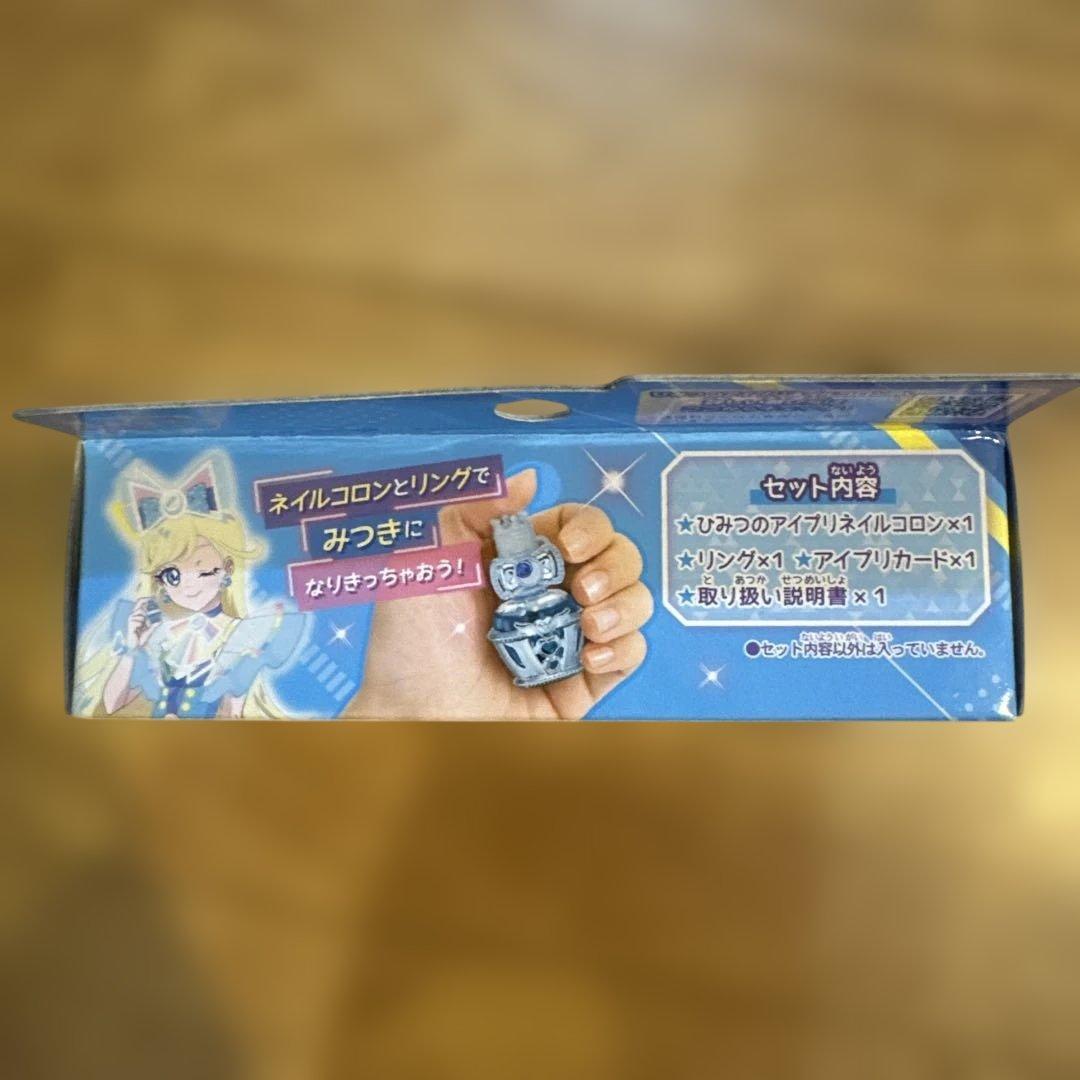 ネイルコロンとリングで
みつきに
なりきっちゃおう!
ないよう
セット内容
★ひみつのアイプリネイルコロン×1
★リング×1 ★アイプリカード×1
と あつか せつめいしょ
★取り扱い説明書×1
●セット内容以外は入っていません。